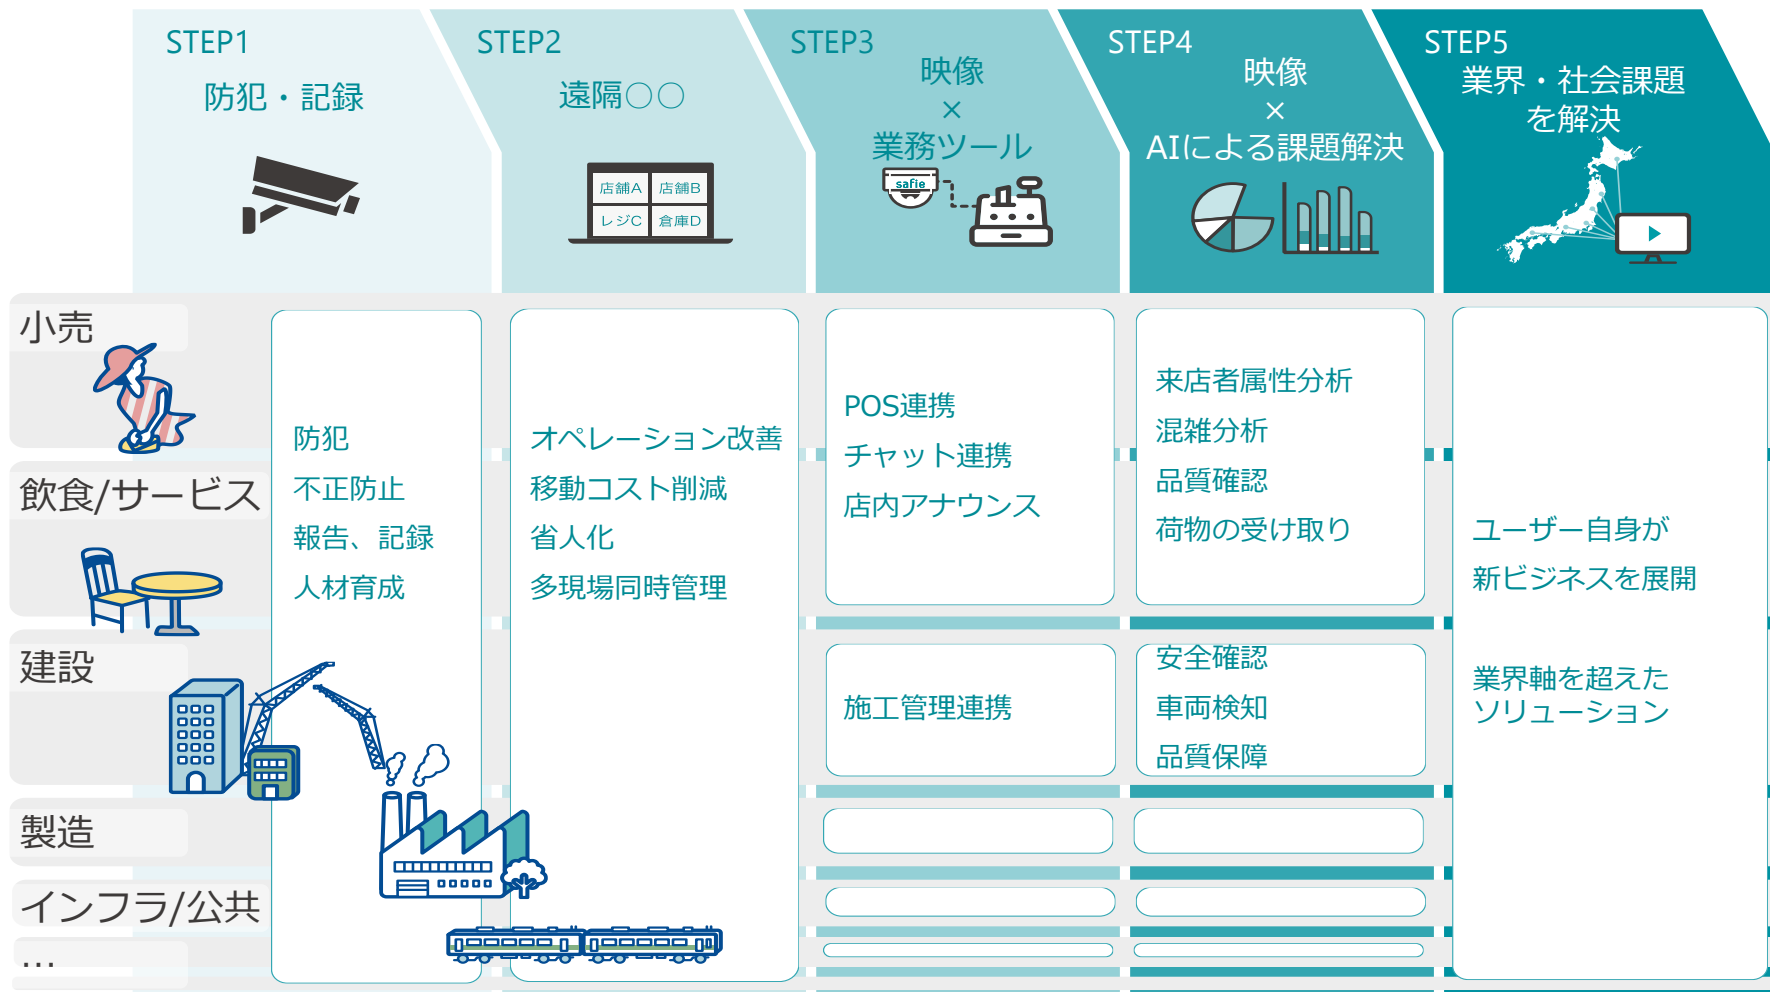 STEP1
防犯・記録
STEP2
遠隔〇〇
店舗A
店舗B
レジC
倉庫D
STEP3
映像
×
業務ツール
safie
STEP4
映像
×
AIによる課題解決
STEP5
業界・社会課題
を解決
小売
飲食/サービス
建設
製造
インフラ/公共
…
防犯
不正防止
報告、記録
人材育成
オペレーション改善
移動コスト削減
省人化
多現場同時管理
POS連携
チャット連携
店内アナウンス
施工管理連携
来店者属性分析
混雑分析
品質確認
荷物の受け取り
安全確認
車両検知
品質保障
ユーザー自身が
新ビジネスを展開
業界軸を超えた
ソリューション